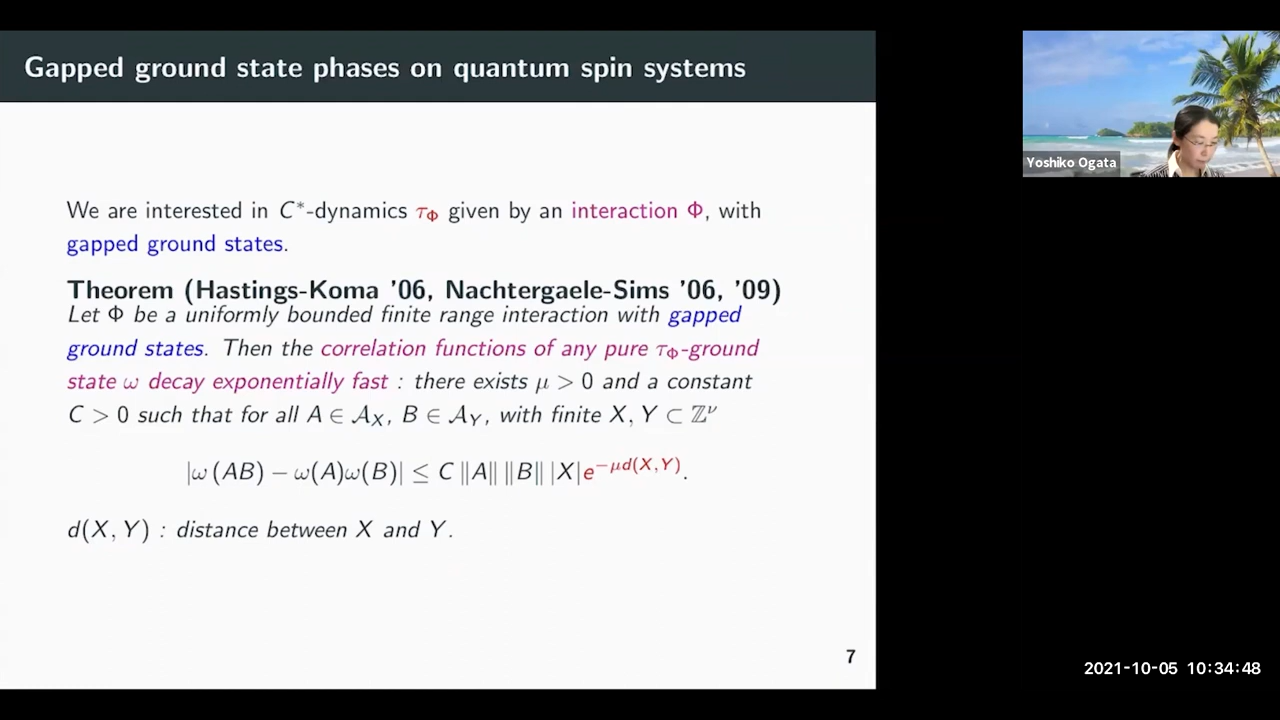 Gapped ground state phases on quantum spin systems
We are interested in C*-dynamics τ_Φ given by an interaction Φ, with
gapped ground states.
Theorem (Hastings-Koma '06, Nachtergaele-Sims '06, '09)
Let Φ be a uniformly bounded finite range interaction with gapped
ground states. Then the correlation functions of any pure τ_Φ-ground
state ω decay exponentially fast : there exists μ > 0 and a constant
C > 0 such that for all A ∈ 𝒜_X, B ∈ 𝒜_Y, with finite X, Y ⊂ ℤ^ν
|ω (AB) − ω(A)ω(B)| ≤ C ‖A‖ ‖B‖ |X|e^{−μd(X,Y)}.
d(X, Y) : distance between X and Y.
7
Yoshiko Ogata
2021-10-05 10:34:48